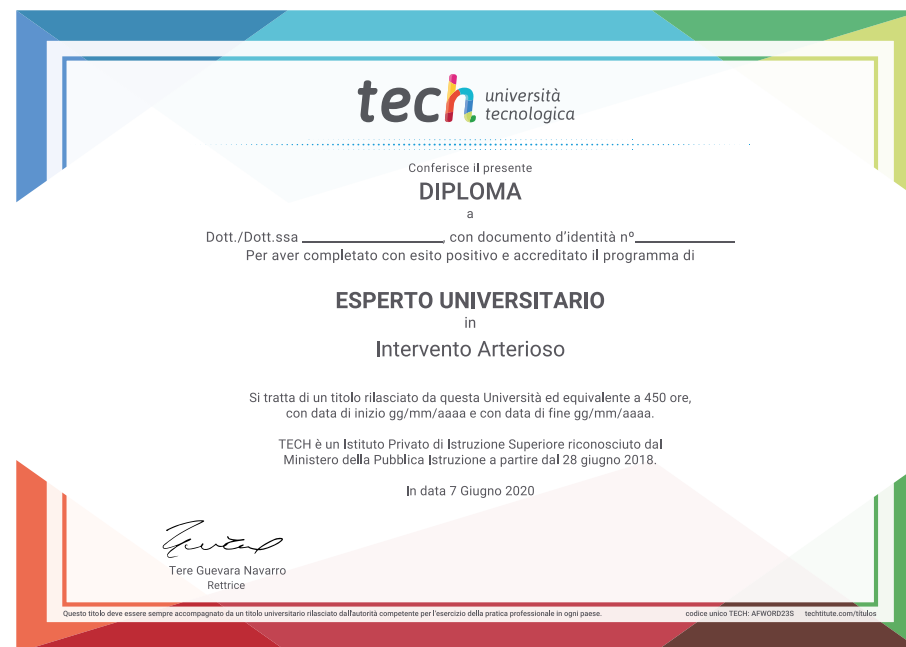 tech università
tecnologica
Conferisce il presente
DIPLOMA
a
Dott./Dott.ssa ____________________, con documento d'identità nº______________
Per aver completato con esito positivo e accreditato il programma di
ESPERTO UNIVERSITARIO
in
Intervento Arterioso
Si tratta di un titolo rilasciato da questa Università ed equivalente a 450 ore,
con data di inizio gg/mm/aaaa e con data di fine gg/mm/aaaa.
TECH è un Istituto Privato di Istruzione Superiore riconosciuto dal
Ministero della Pubblica Istruzione a partire dal 28 giugno 2018.
In data 7 Giugno 2020
Tere Guevara Navarro
Rettrice
Questo titolo deve essere sempre accompagnato da un titolo universitario rilasciato dall'autorità competente per l'esercizio della pratica professionale in ogni paese. codice unico TECH: AFWORD23S techtitute.com/títulos